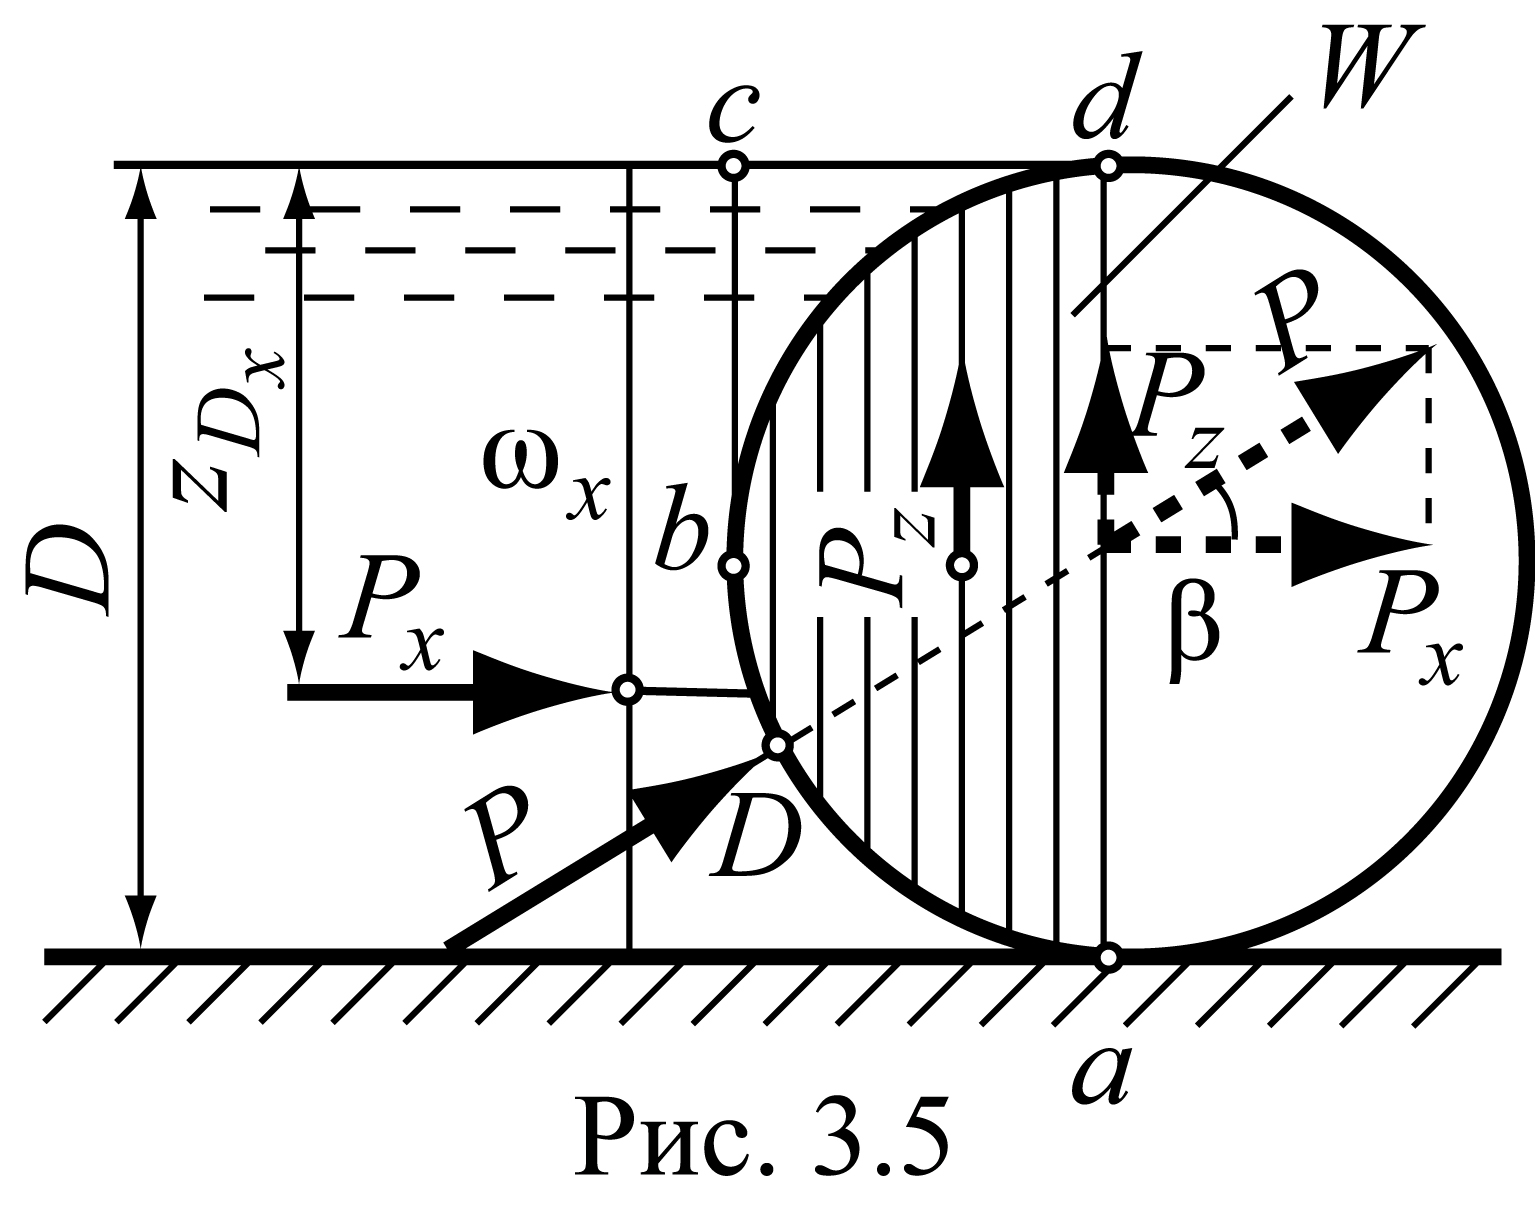 c
d
W
D
z_{D_x}
ω_x
b
P_z
P_z
P
P_x
β
P_x
P
D
a
Рис. 3.5